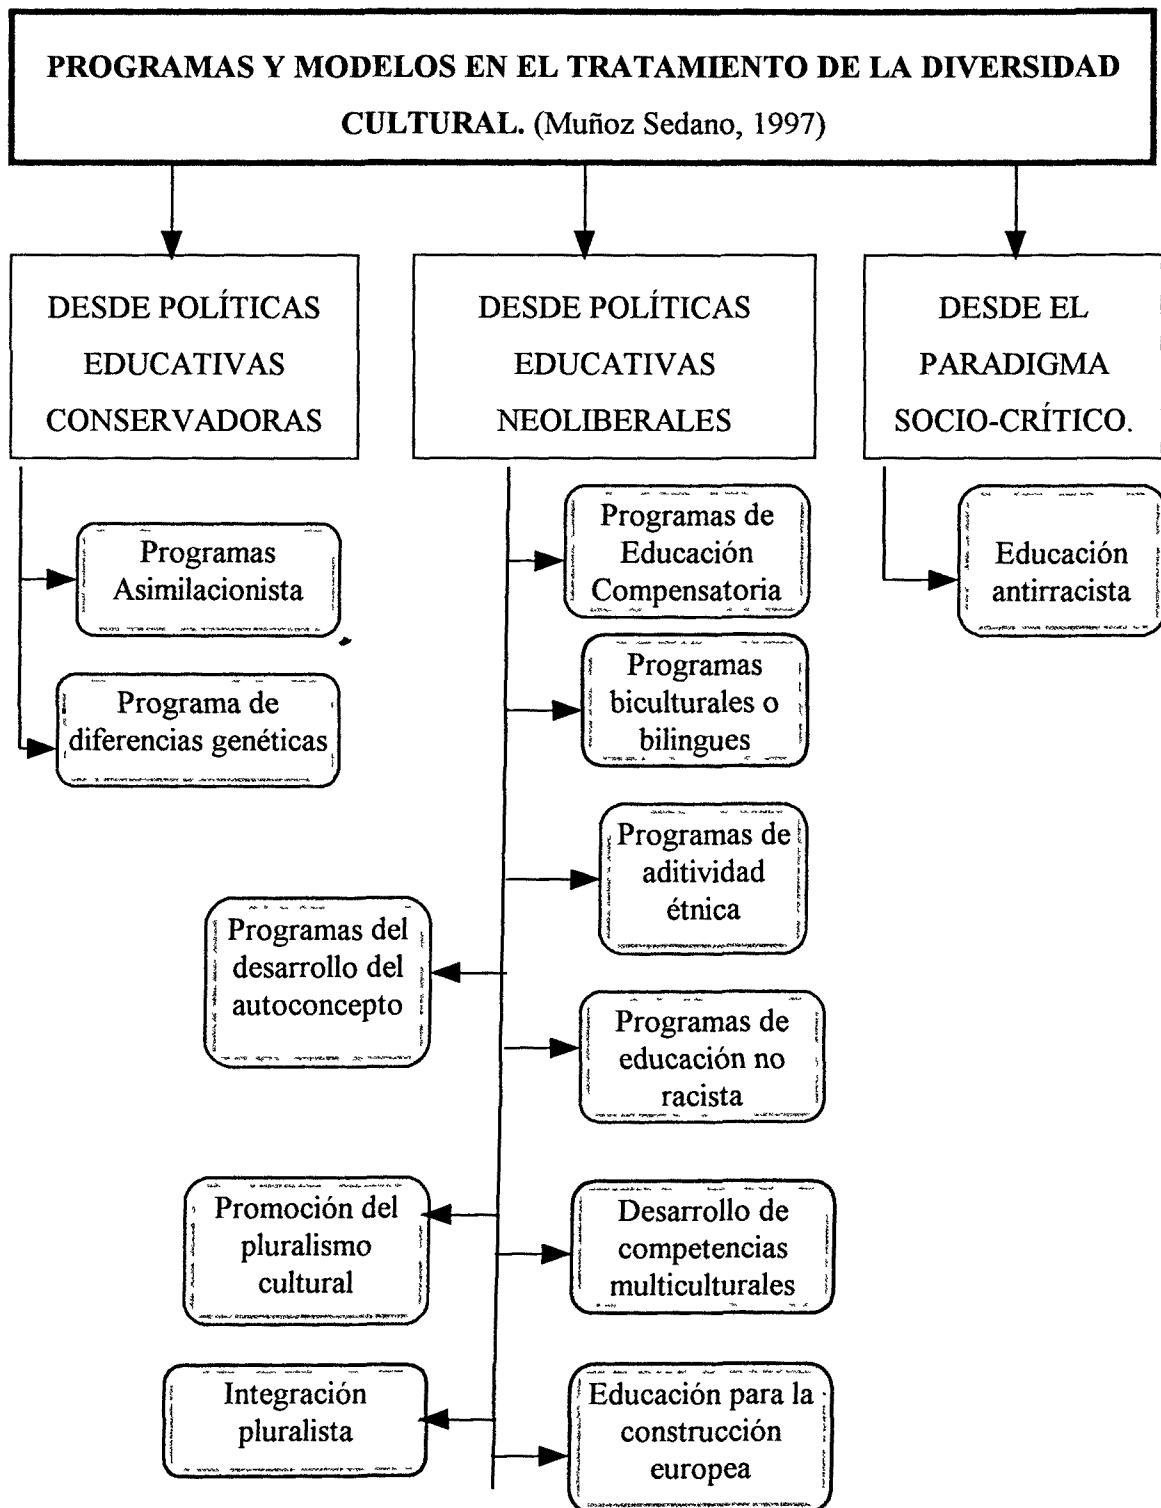 PROGRAMAS Y MODELOS EN EL TRATAMIENTO DE LA DIVERSIDAD
CULTURAL. (Muñoz Sedano, 1997)
DESDE POLÍTICAS
EDUCATIVAS
CONSERVADORAS
DESDE POLÍTICAS
EDUCATIVAS
NEOLIBERALES
DESDE EL
PARADIGMA
SOCIO-CRÍTICO.
Programas
Asimilacionista
Programa de
diferencias genéticas
Programas de
Educación
Compensatoria
Programas
biculturales o
bilingues
Programas de
aditividad
étnica
Programas del
desarrollo del
autoconcepto
Programas de
educación no
racista
Promoción del
pluralismo
cultural
Desarrollo de
competencias
multiculturales
Integración
pluralista
Educación para la
construcción
europea
Educación
antirracista